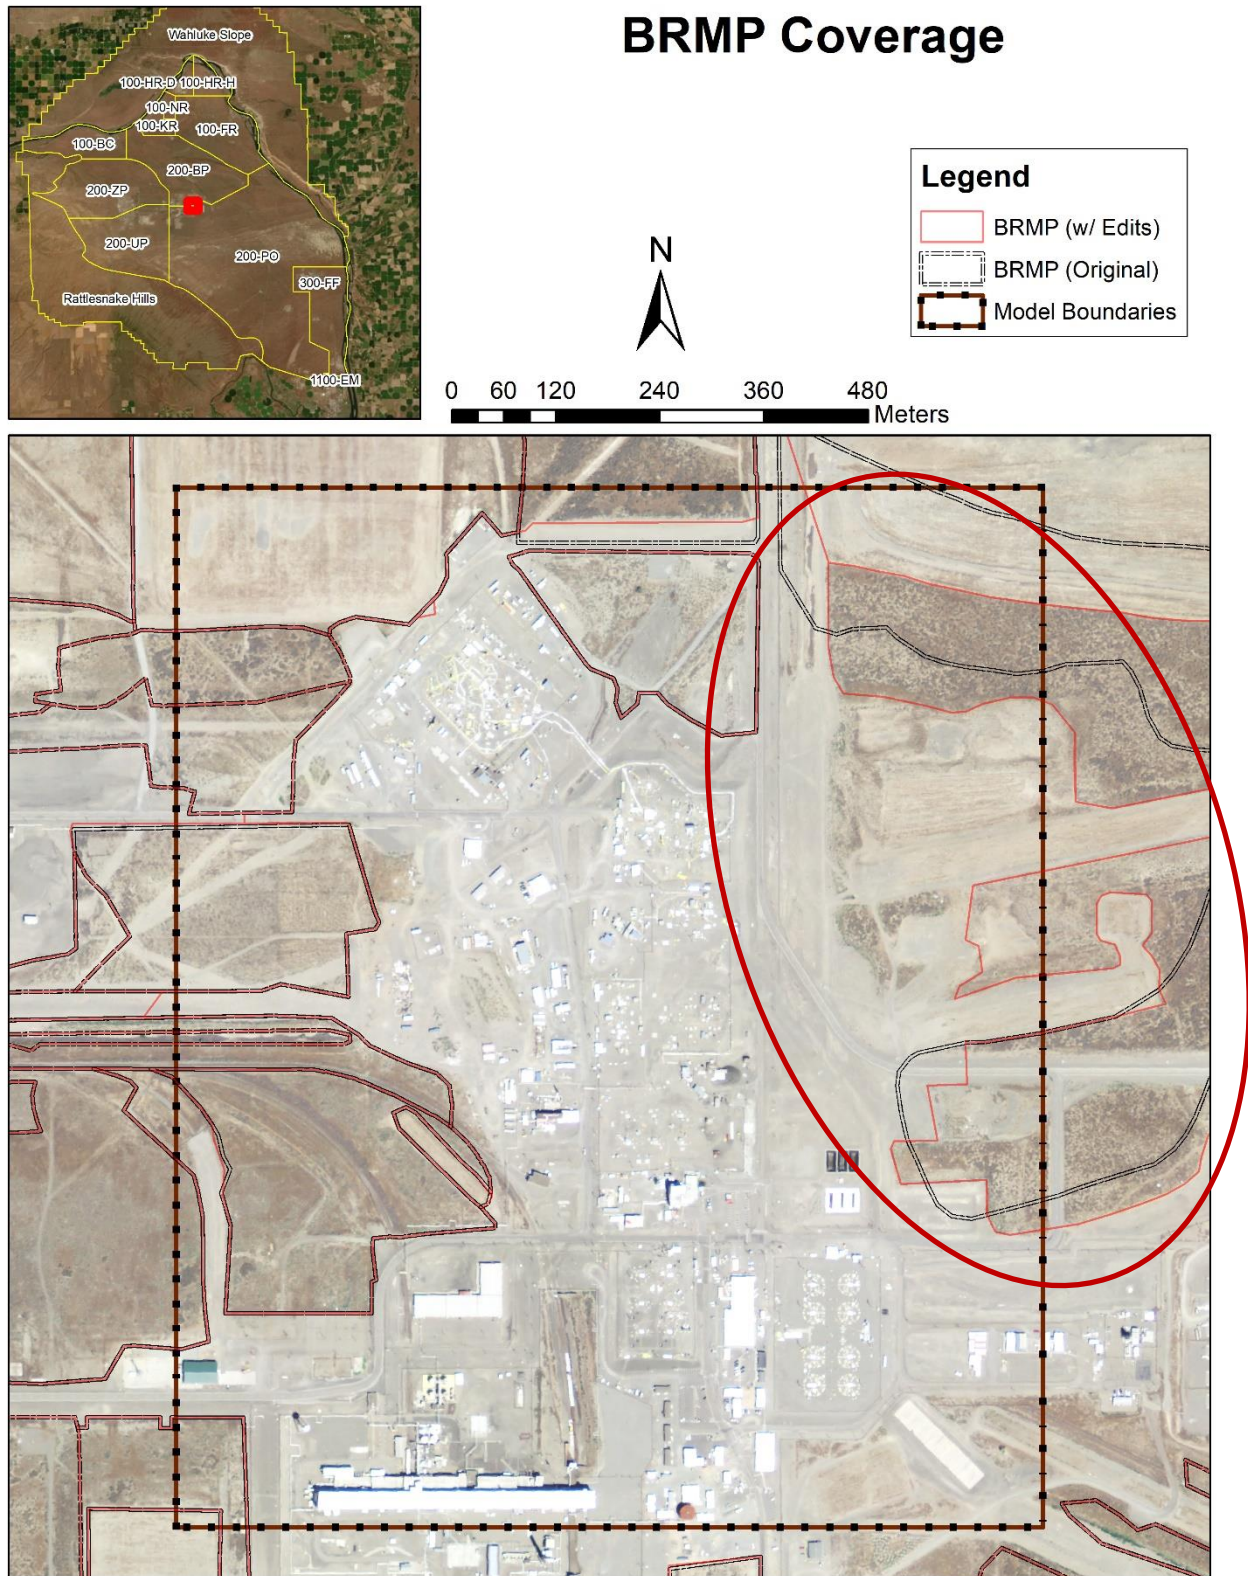 BRMP Coverage
Wahluke Slope
100-HR-D
100-HR-H
100-NR
100-KR
100-FR
100-BC
200-BP
200-ZP
200-UP
200-PO
300-FF
Rattlesnake Hills
1100-EM
Legend
BRMP (w/ Edits)
BRMP (Original)
Model Boundaries
N
0 60 120 240 360 480
Meters